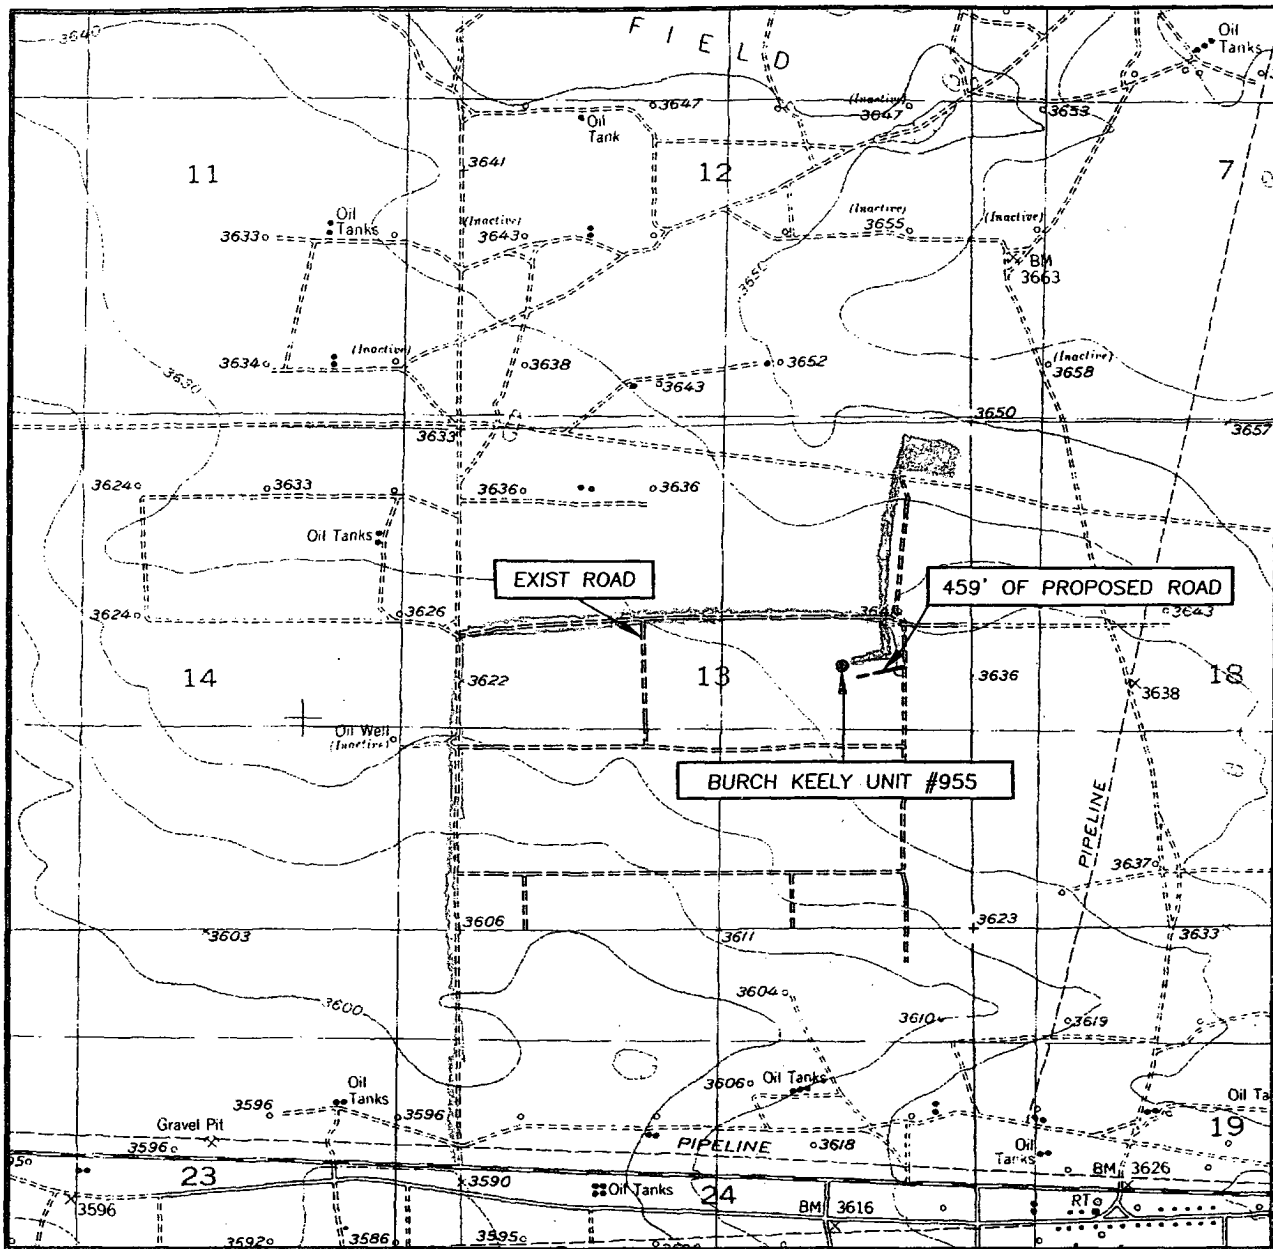 FIELD
3640
Oil
Tanks
3647
(Inactive)
3647
3653
Oil
Tank
3641
11
12
7
Oil
Tanks
(Inactive)
3633
3643
(Inactive)
3655
(Inactive)
BM
3663
3650
3634
(Inactive)
3638
3652
(Inactive)
3658
3630
3643
3633
3650
3657
3624
3633
3636
3636
Oil Tanks
EXIST ROAD
459' OF PROPOSED ROAD
3624
3626
3643
14
3622
13
3636
3638
18
Oil Well
(Inactive)
BURCH KEELY UNIT #955
PIPELINE
3637
3603
3606
3611
3623
3633
3600
3604
3610
3619
Oil
Tanks
3596
3596
3606
Oil Tanks
Gravel Pit
3596
PIPELINE
3618
Oil
Tanks
19
23
3590
Oil Tanks
24
BM
3626
3596
BM
3616
RT
3592
3586
3595